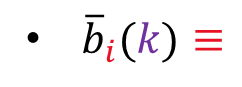 • b̄ᵢ(k) ≡